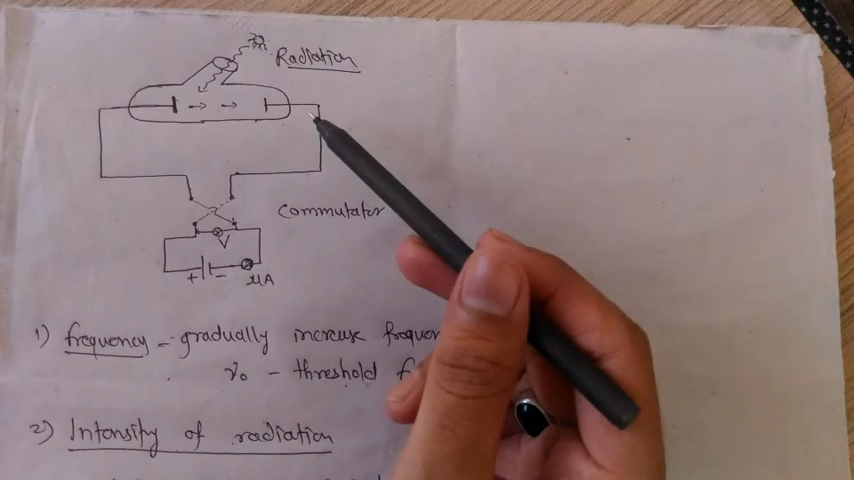 Radiation
Commutator
V
+ -
μA
1) frequency - gradually increase
ν₀ - threshold
2) Intensity of radiation